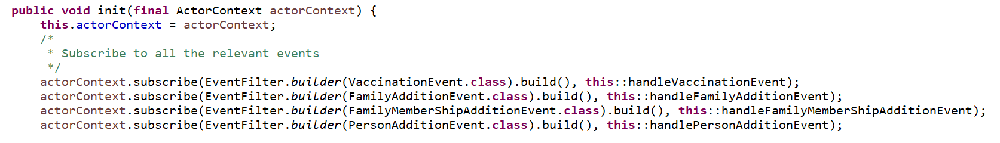 public void init(final ActorContext actorContext) {
    this.actorContext = actorContext;
    /*
     * Subscribe to all the relevant events
     */
    actorContext.subscribe(EventFilter.builder(VaccinationEvent.class).build(), this::handleVaccinationEvent);
    actorContext.subscribe(EventFilter.builder(FamilyAdditionEvent.class).build(), this::handleFamilyAdditionEvent);
    actorContext.subscribe(EventFilter.builder(FamilyMemberShipAdditionEvent.class).build(), this::handleFamilyMemberShipAdditionEvent);
    actorContext.subscribe(EventFilter.builder(PersonAdditionEvent.class).build(), this::handlePersonAdditionEvent);